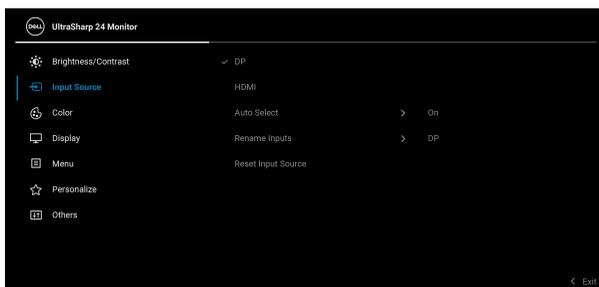 DELL UltraSharp 24 Monitor
Brightness/Contrast
DP
Input Source
HDMI
Color
Auto Select
On
Display
Rename Inputs
DP
Menu
Reset Input Source
Personalize
Others
Exit